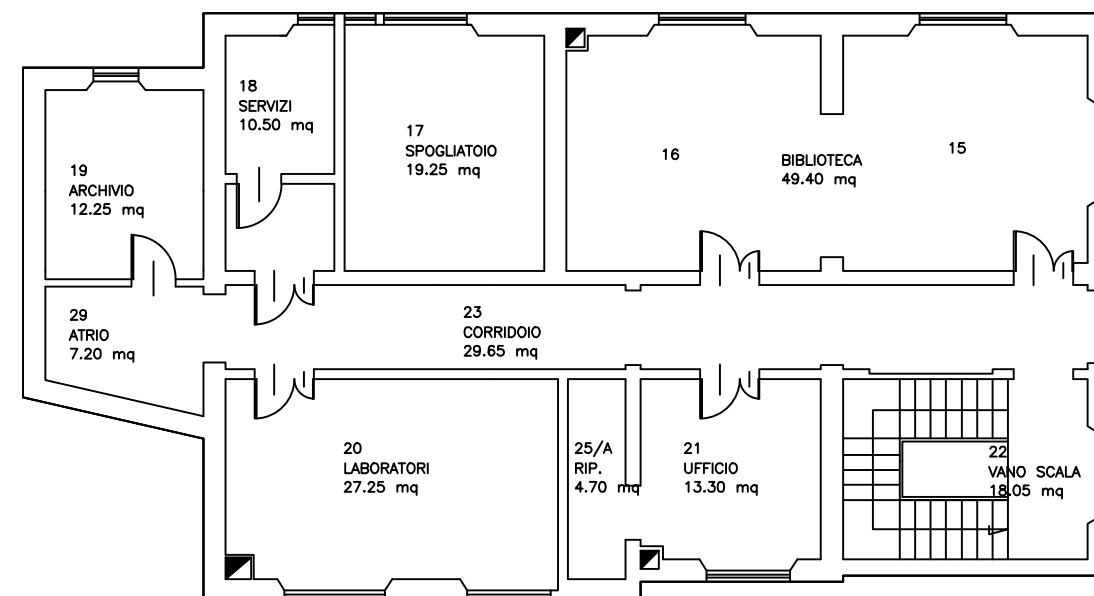 18
SERVIZI
10.50 mq
17
SPOGLIATOIO
19.25 mq
16
BIBLIOTECA
49.40 mq
15
19
ARCHIVIO
12.25 mq
29
ATRIO
7.20 mq
23
CORRIDOIO
29.65 mq
20
LABORATORI
27.25 mq
25/A
RIP.
4.70 mq
21
UFFICIO
13.30 mq
22
VANO SCALA
18.05 mq